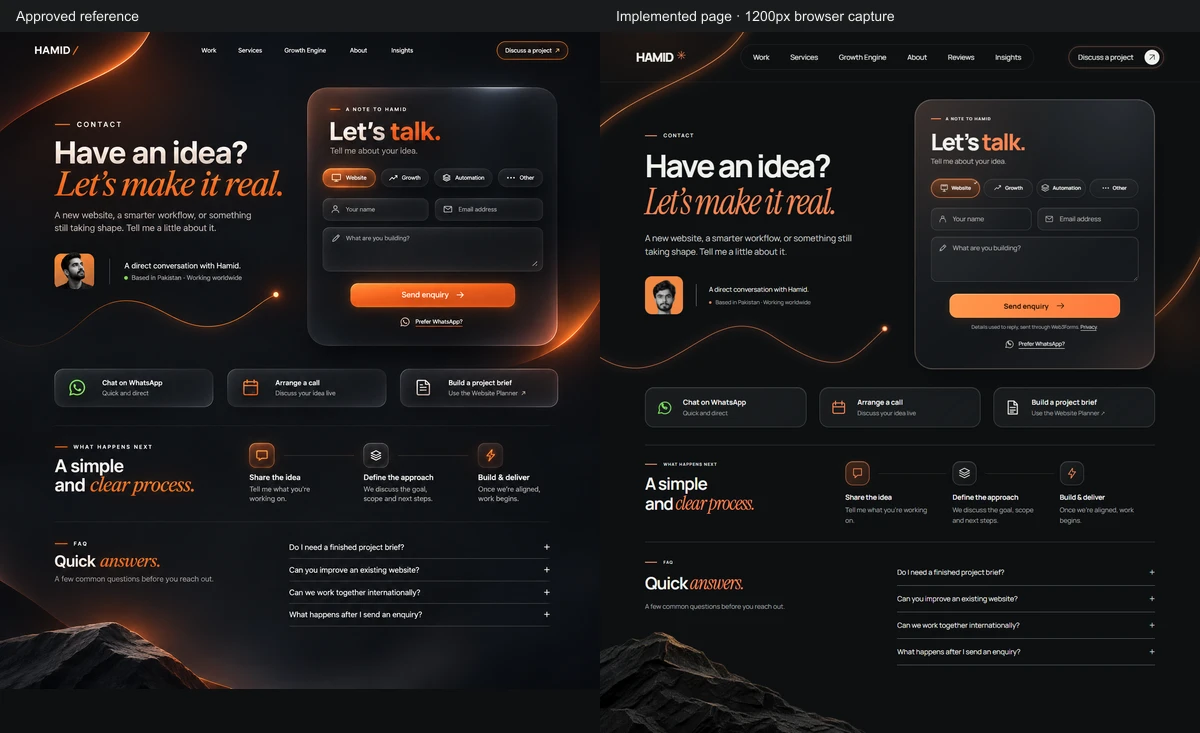 Approved reference
HAMID /
Work
Services
Growth Engine
About
Insights
Discuss a project ↗
CONTACT
Have an idea?
Let's make it real.
A new website, a smarter workflow, or something
still taking shape. Tell me a little about it.
A direct conversation with Hamid.
Based in Pakistan · Working worldwide
A NOTE TO HAMID
Let's talk.
Tell me about your idea.
Website
Growth
Automation
Other
Your name
Email address
What are you building?
Send enquiry →
Prefer WhatsApp?
Chat on WhatsApp
Quick and direct
Arrange a call
Discuss your idea live
Build a project brief
Use the Website Planner ↗
WHAT HAPPENS NEXT
A simple
and clear process.
Share the idea
Tell me what you're
working on.
Define the approach
We discuss the goal,
scope and next steps.
Build & deliver
Once we're aligned,
work begins.
FAQ
Quick answers.
A few common questions before you reach out.
Do I need a finished project brief? +
Can you improve an existing website? +
Can we work together internationally? +
What happens after I send an enquiry? +
Implemented page · 1200px browser capture
HAMID
Work
Services
Growth Engine
About
Reviews
Insights
Discuss a project ↗
CONTACT
Have an idea?
Let's make it real.
A new website, a smarter workflow, or something still
taking shape. Tell me a little about it.
A direct conversation with Hamid.
Based in Pakistan · Working worldwide
A NOTE TO HAMID
Let's talk.
Tell me about your idea.
Website
Growth
Automation
Other
Your name
Email address
What are you building?
Send enquiry →
Details used to reply, sent through Web3Forms. Privacy.
Prefer WhatsApp?
Chat on WhatsApp
Quick and direct
Arrange a call
Discuss your idea live
Build a project brief
Use the Website Planner ↗
WHAT HAPPENS NEXT
A simple
and clear process.
Share the idea
Tell me what you're working
on.
Define the approach
We discuss the goal, scope
and next steps.
Build & deliver
Once we're aligned, work
begins.
FAQ
Quick answers.
A few common questions before you reach out.
Do I need a finished project brief? +
Can you improve an existing website? +
Can we work together internationally? +
What happens after I send an enquiry? +